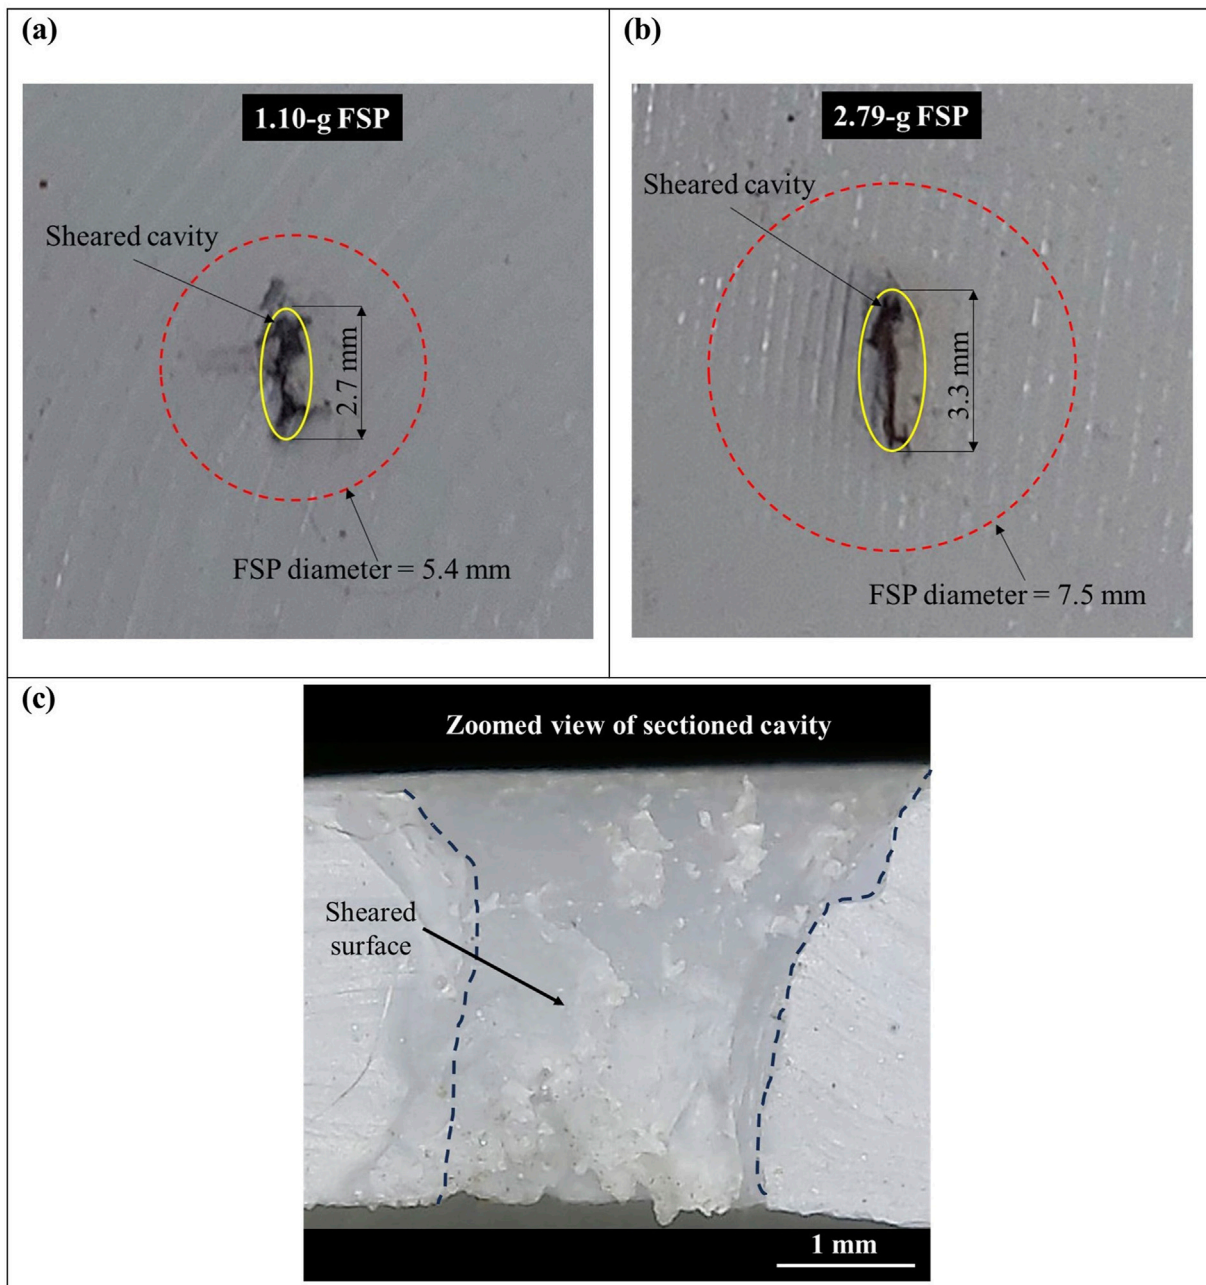 (a)
1.10-g FSP
Sheared cavity
2.7 mm
FSP diameter = 5.4 mm
(b)
2.79-g FSP
Sheared cavity
3.3 mm
FSP diameter = 7.5 mm
(c)
Zoomed view of sectioned cavity
Sheared
surface
1 mm